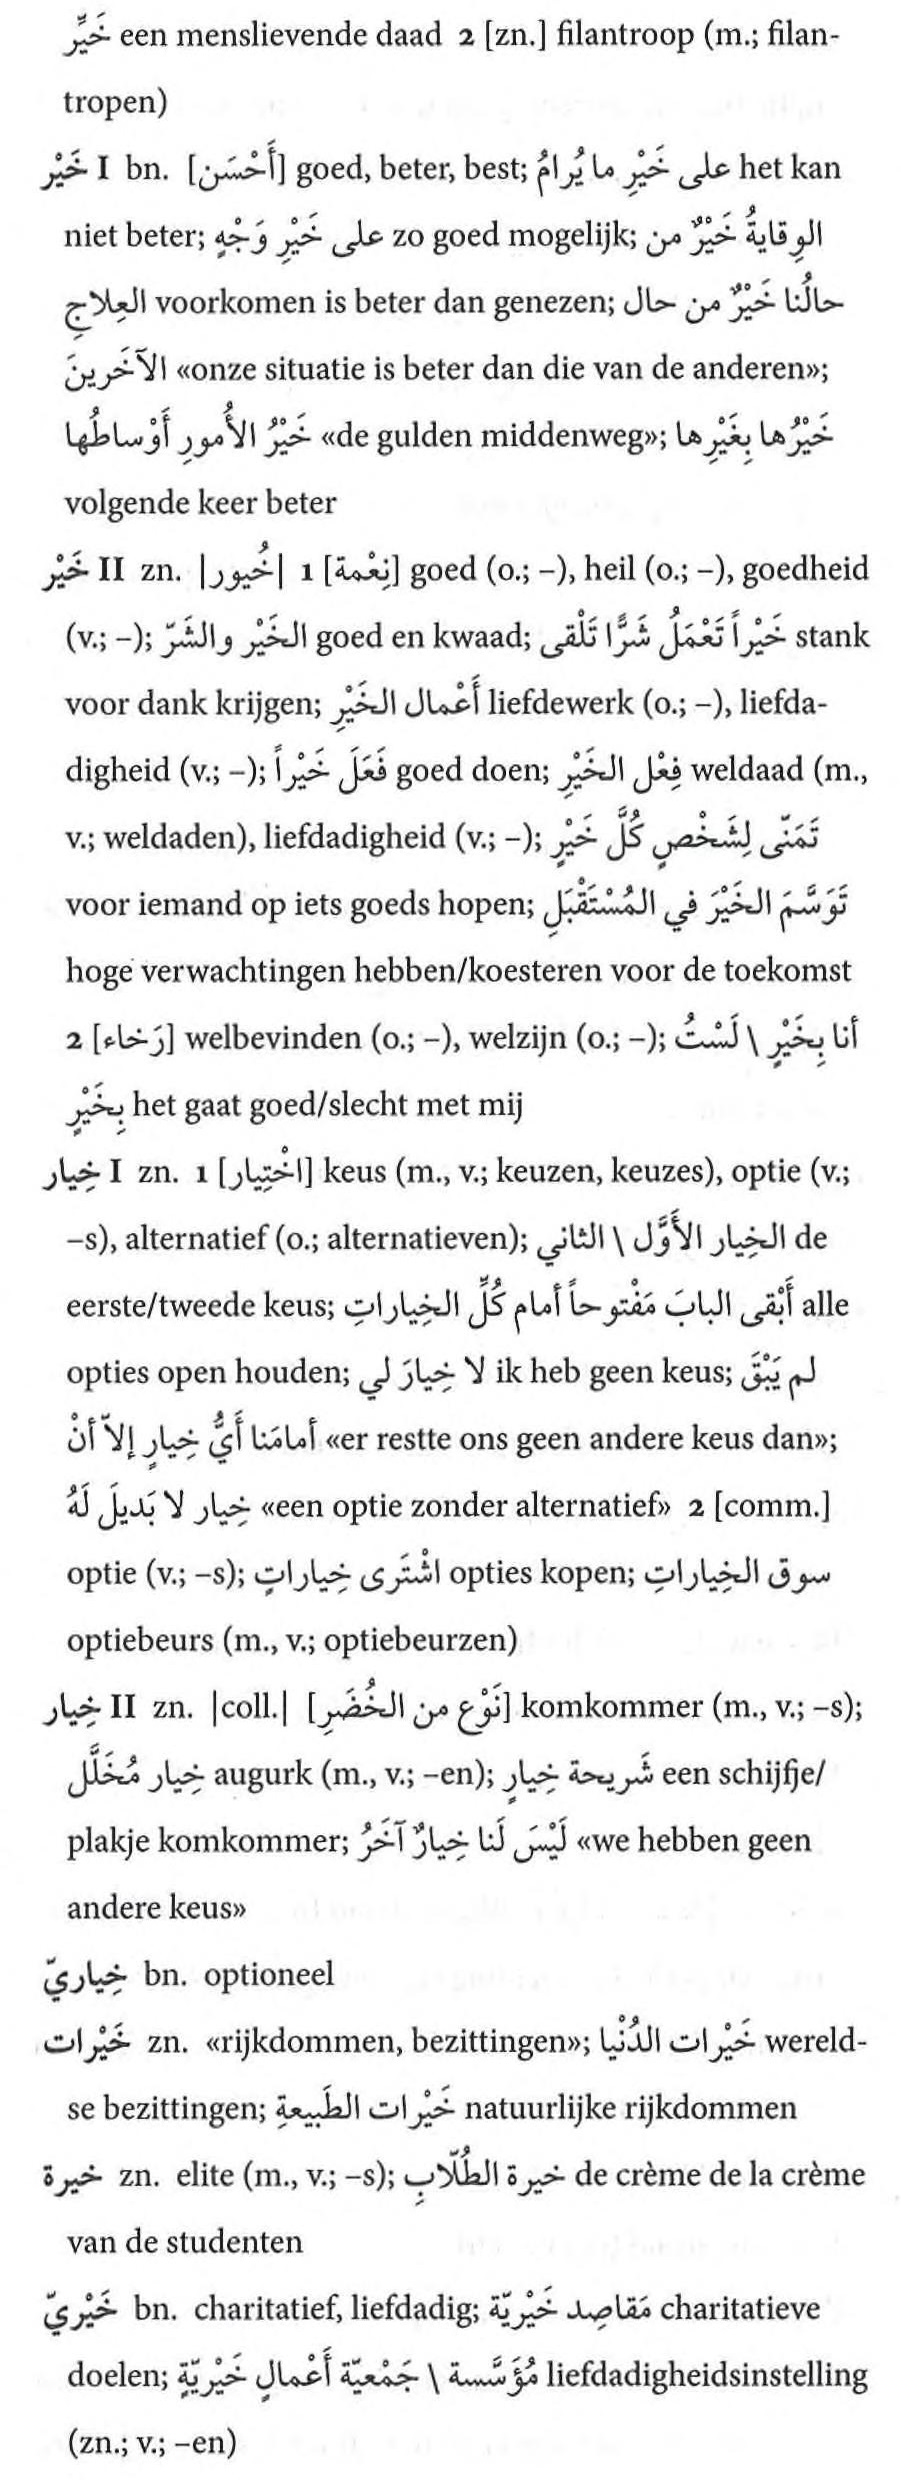 خَيِّر een menslievende daad 2 [zn.] filantroop (m.; filan-
tropen)
خَيْر I bn. [أَحْسَن] goed, beter, best; على خَيْرِ ما يُرامُ het kan
niet beter; على خَيْرِ وَجْهٍ zo goed mogelijk; الوِقايةُ خَيْرٌ من
العِلاجِ voorkomen is beter dan genezen; حالُنا خَيْرٌ من حال
الآخَرينَ «onze situatie is beter dan die van de anderen»;
خَيْرُ الأُمورِ أَوْساطُها «de gulden middenweg»; خَيْرُها بِغَيْرِها
volgende keer beter
خَيْر II zn. |خُيور| 1 [نِعْمة] goed (o.; –), heil (o.; –), goedheid
(v.; –); الخَيْر والشَرّ goed en kwaad; خَيْراً تَعْمَلُ شَرًّا تَلْقى stank
voor dank krijgen; أَعْمال الخَيْرِ liefdewerk (o.; –), liefda-
digheid (v.; –); فَعَلَ خَيْراً goed doen; فِعْل الخَيْرِ weldaad (m.,
v.; weldaden), liefdadigheid (v.; –); تَمَنّى لِشَخْصٍ كُلَّ خَيْرٍ
voor iemand op iets goeds hopen; تَوَسَّمَ الخَيْرَ في المُسْتَقْبَلِ
hoge verwachtingen hebben/koesteren voor de toekomst
2 [رَخاء] welbevinden (o.; –), welzijn (o.; –); أنا بِخَيْرٍ \ لَسْتُ
بِخَيْرٍ het gaat goed/slecht met mij
خِيار I zn. 1 [اخْتِيار] keus (m., v.; keuzen, keuzes), optie (v.;
–s), alternatief (o.; alternatieven); الخِيار الأَوَّل \ الثاني de
eerste/tweede keus; أَبْقى البابَ مَفْتوحاً أمام كُلِّ الخِياراتِ alle
opties open houden; لا خِيارَ لي ik heb geen keus; لم يَبْقَ
أمامَنا أَيُّ خِيارٍ إلاّ أنْ «er restte ons geen andere keus dan»;
خِيار لا بَديلَ لَهُ «een optie zonder alternatief» 2 [comm.]
optie (v.; –s); اشْتَرى خِياراتٍ opties kopen; سوق الخِياراتِ
optiebeurs (m., v.; optiebeurzen)
خِيار II zn. |coll.| [نَوْع من الخُضَرِ] komkommer (m., v.; –s);
خِيار مُخَلَّل augurk (m., v.; –en); شَريحة خِيارٍ een schijfje/
plakje komkommer; لَيْسَ لَنا خِيارٌ آخَرُ «we hebben geen
andere keus»
خِياريّ bn. optioneel
خَيْرات zn. «rijkdommen, bezittingen»; خَيْرات الدُنْيا wereld-
se bezittingen; خَيْرات الطَبيعةِ natuurlijke rijkdommen
خيرة zn. elite (m., v.; –s); خيرة الطُلّابِ de crème de la crème
van de studenten
خَيْريّ bn. charitatief, liefdadig; مَقاصِد خَيْريّة charitatieve
doelen; مُؤَسَّسة \ جَمْعيّة أَعْمالٍ خَيْريّةٍ liefdadigheidsinstelling
(zn.; v.; –en)